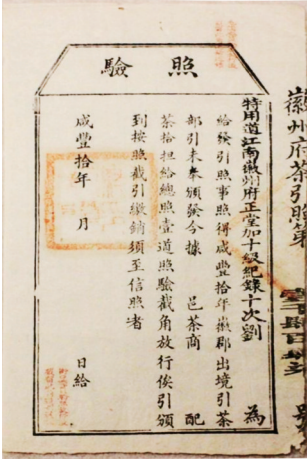 照驗
特用道江南徽州府正堂加十級紀錄十次劉 為
給發引照事照得咸豐拾年徽郡出境引茶
部引未奉頒發今據 邑茶商 配
茶拾担給總照壹道照驗截角放行俟引頒
到按照截引繳銷須至信照者
咸豐拾年 月 日給
徽州府茶引照第